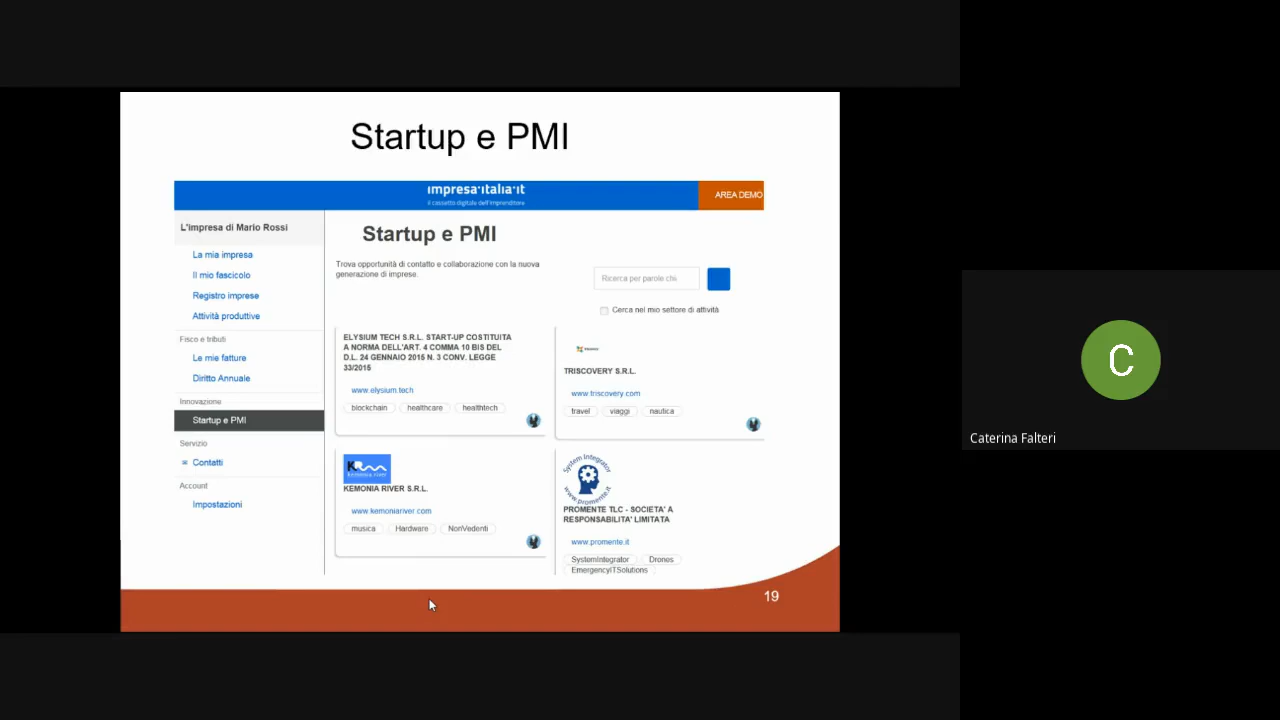 Startup e PMI
impresa•italia•it
il cassetto digitale dell'imprenditore
AREA DEMO
L'impresa di Mario Rossi
La mia impresa
Il mio fascicolo
Registro imprese
Attività produttive
Fisco e tributi
Le mie fatture
Diritto Annuale
Innovazione
Startup e PMI
Servizio
Contatti
Account
Impostazioni
Startup e PMI
Trova opportunità di contatto e collaborazione con la nuova
generazione di imprese.
Ricerca per parole chi
Cerca nel mio settore di attività
ELYSIUM TECH S.R.L. START-UP COSTITUITA
A NORMA DELL'ART. 4 COMMA 10 BIS DEL
D.L. 24 GENNAIO 2015 N. 3 CONV. LEGGE
33/2015
www.elysium.tech
blockchain healthcare healthtech
TRISCOVERY S.R.L.
www.triscovery.com
travel viaggi nautica
kemonia river
KEMONIA RIVER S.R.L.
www.kemoniariver.com
musica Hardware NonVedenti
System Integrator
www.promente.it
PROMENTE TLC - SOCIETA' A
RESPONSABILITA' LIMITATA
www.promente.it
SystemIntegrator Drones
EmergencyITSolutions
19
C
Caterina Falteri